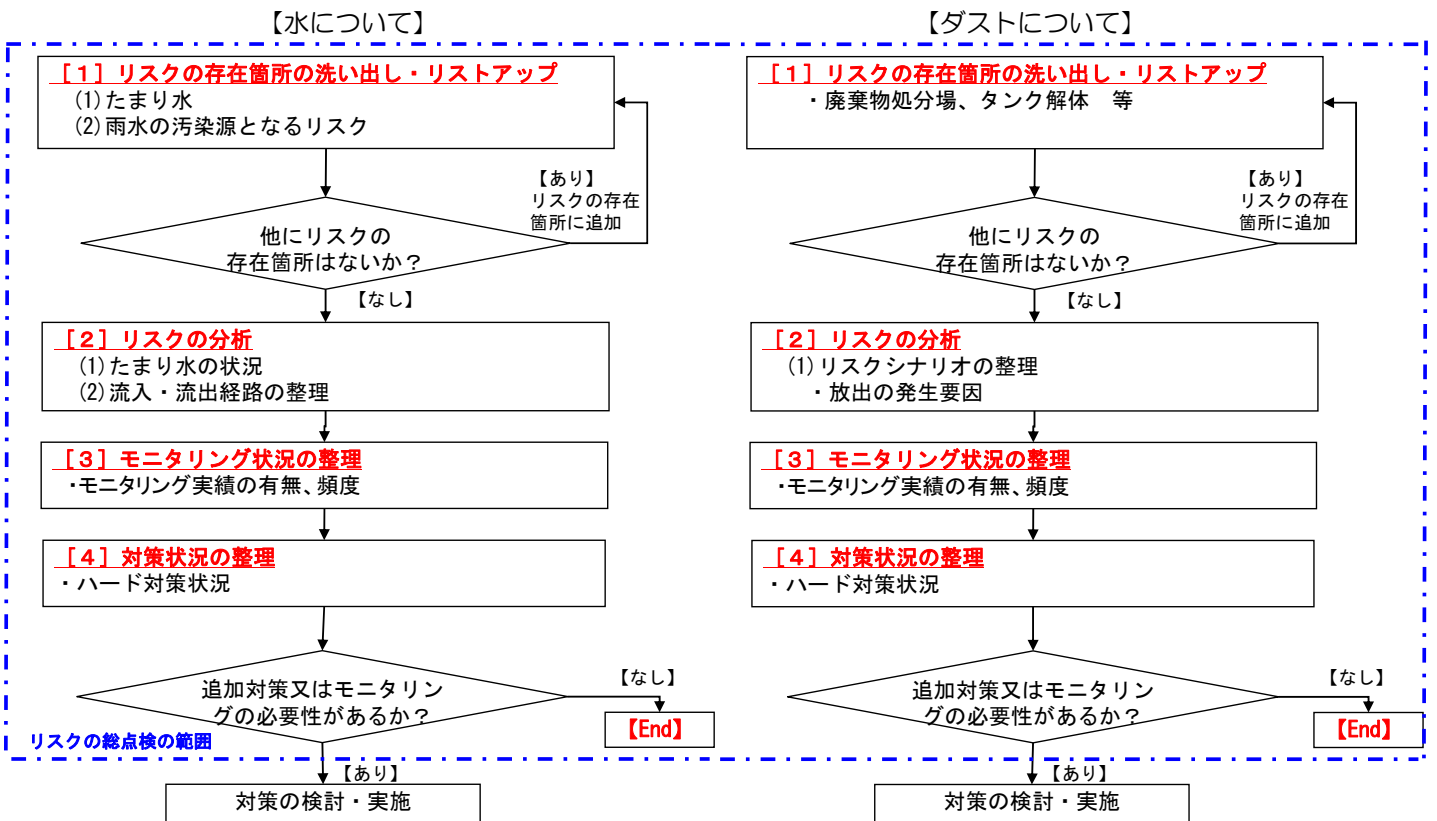 【水について】
［１］リスクの存在箇所の洗い出し・リストアップ
(1)たまり水
(2)雨水の汚染源となるリスク
【あり】
リスクの存在
箇所に追加
他にリスクの
存在箇所はないか？
【なし】
［２］リスクの分析
(1)たまり水の状況
(2)流入・流出経路の整理
［３］モニタリング状況の整理
・モニタリング実績の有無、頻度
［４］対策状況の整理
・ハード対策状況
追加対策又はモニタリン
グの必要性があるか？
【なし】
【End】
リスクの総点検の範囲
【あり】
対策の検討・実施
【ダストについて】
［１］リスクの存在箇所の洗い出し・リストアップ
・廃棄物処分場、タンク解体　等
【あり】
リスクの存在
箇所に追加
他にリスクの
存在箇所はないか？
【なし】
［２］リスクの分析
(1)リスクシナリオの整理
・放出の発生要因
［３］モニタリング状況の整理
・モニタリング実績の有無、頻度
［４］対策状況の整理
・ハード対策状況
追加対策又はモニタリン
グの必要性があるか？
【なし】
【End】
【あり】
対策の検討・実施